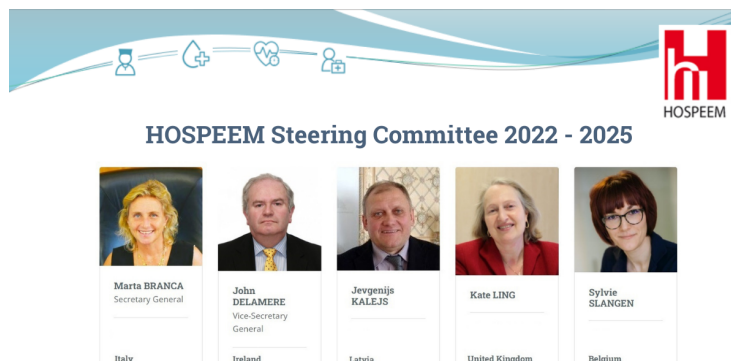 HOSPEEM
HOSPEEM Steering Committee 2022 - 2025
Marta BRANCA
Secretary General
Italy
John
DELAMERE
Vice-Secretary
General
Ireland
Jevgenijs
KALEJS
Latvia
Kate LING
United Kingdom
Sylvie
SLANGEN
Belgium